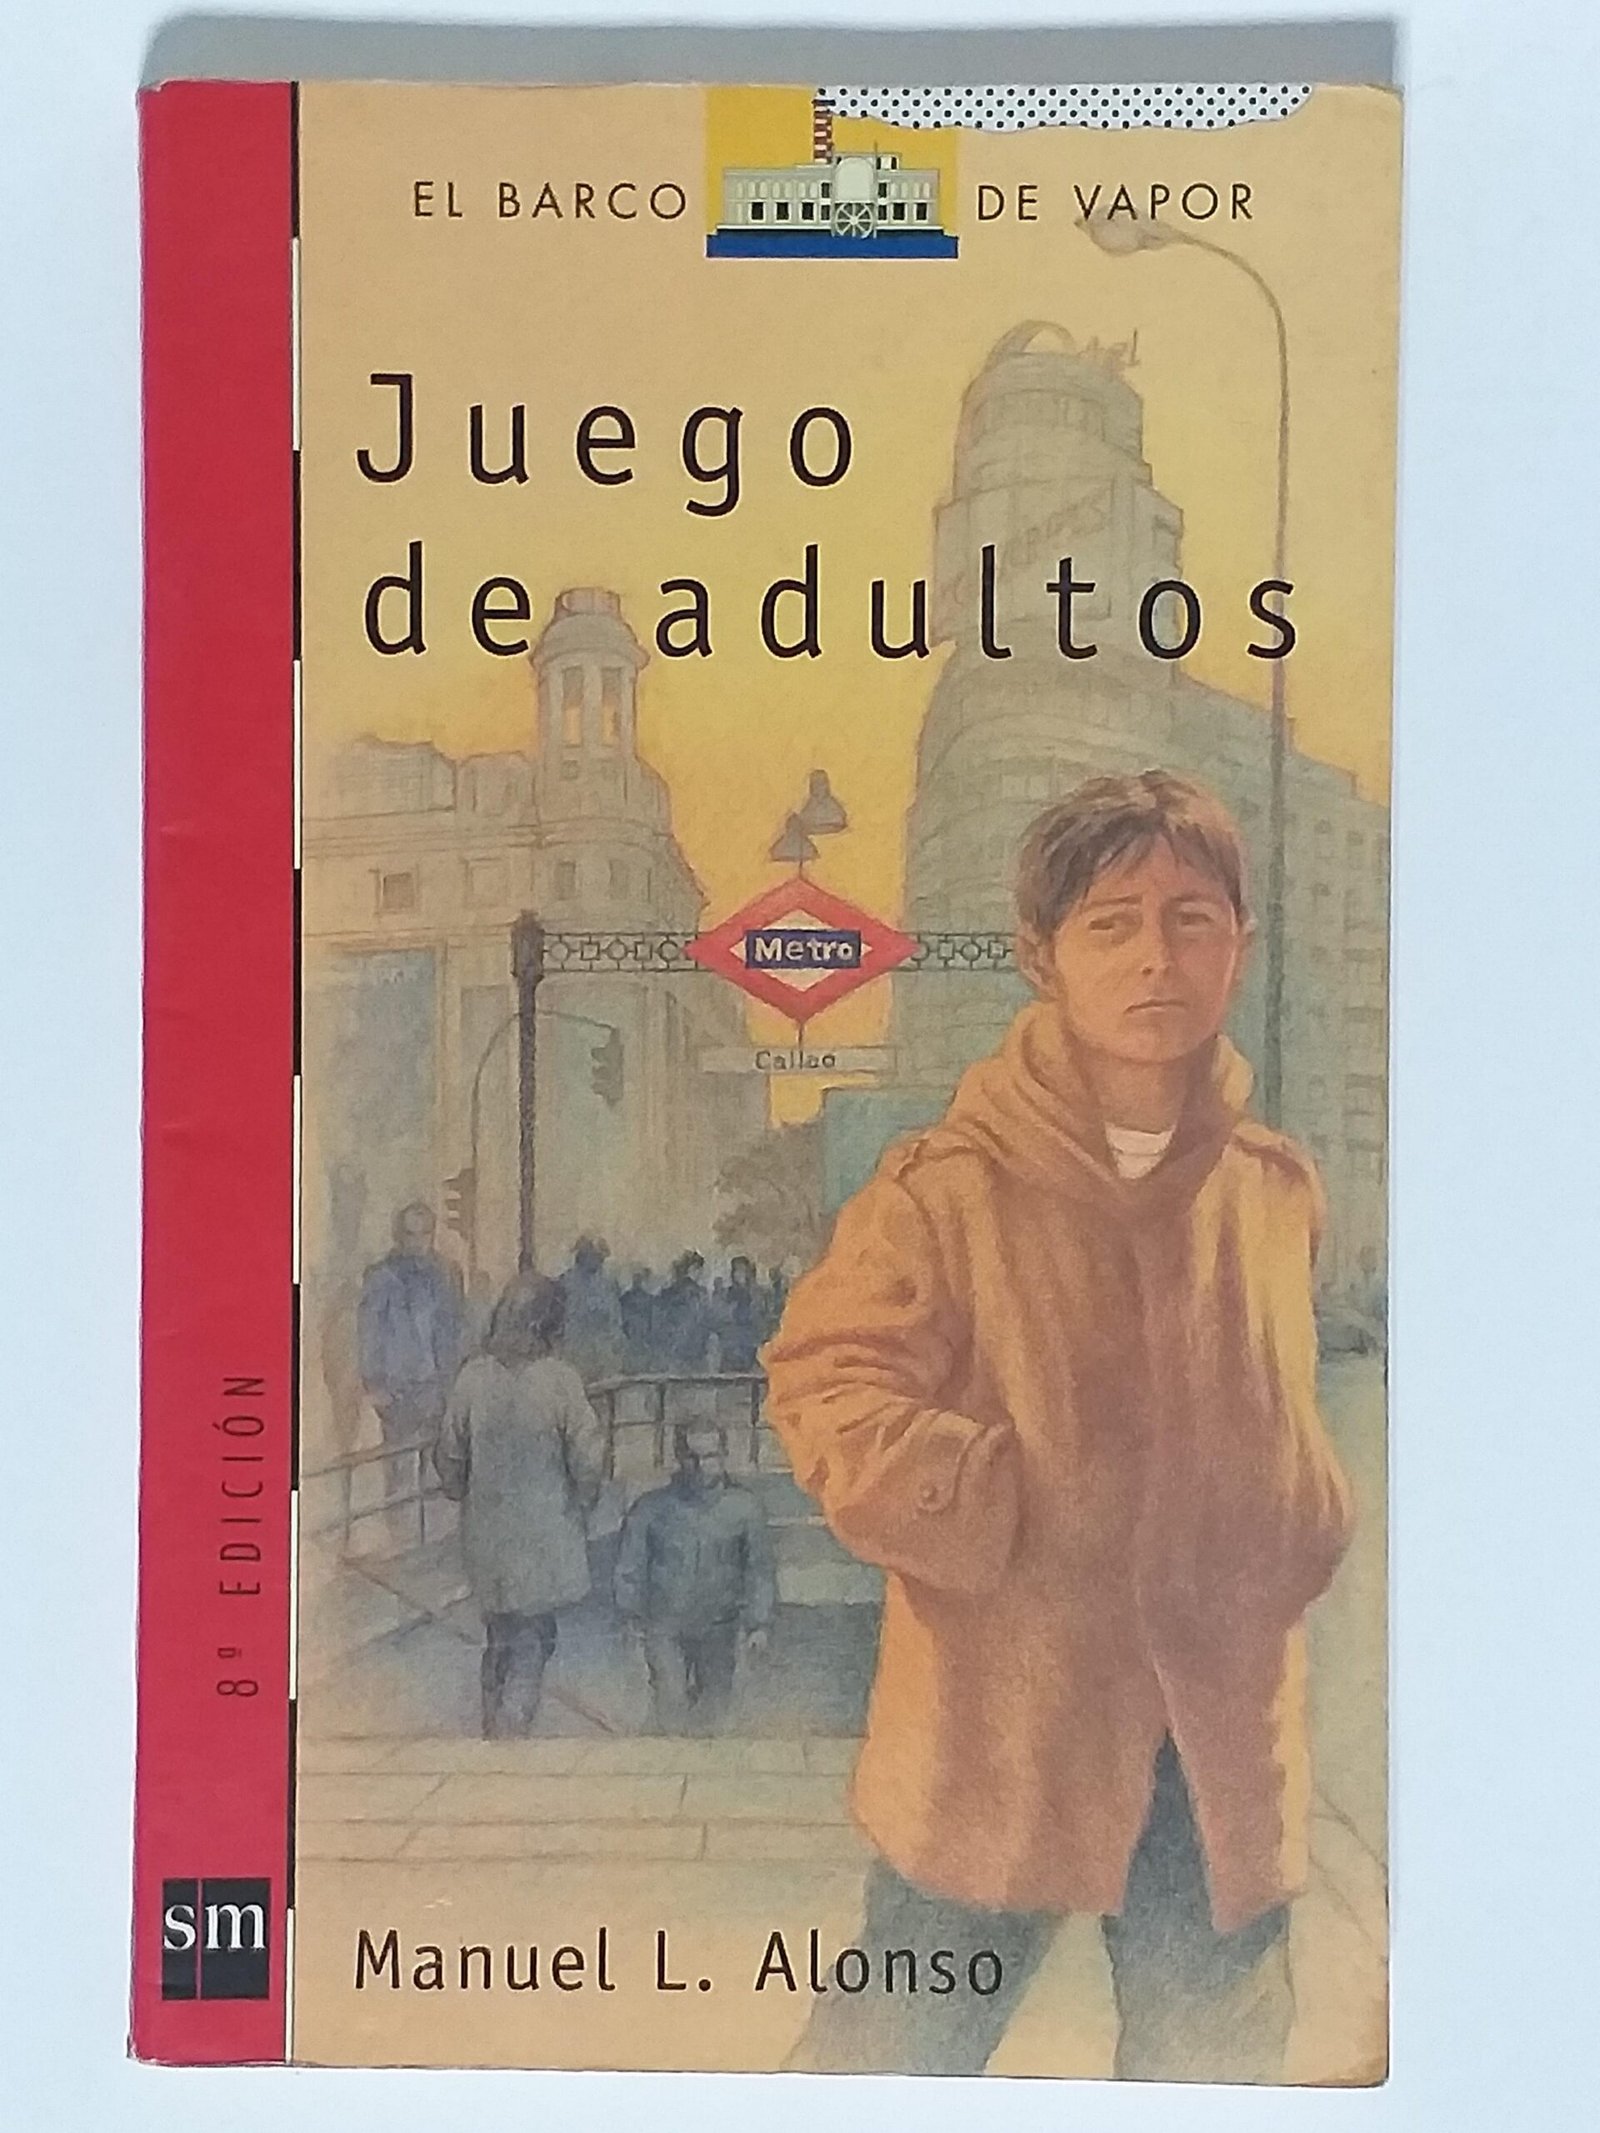 EL BARCO DE VAPOR
Juego
de adultos
Metro
Callao
8ª EDICIÓN
sm
Manuel L. Alonso